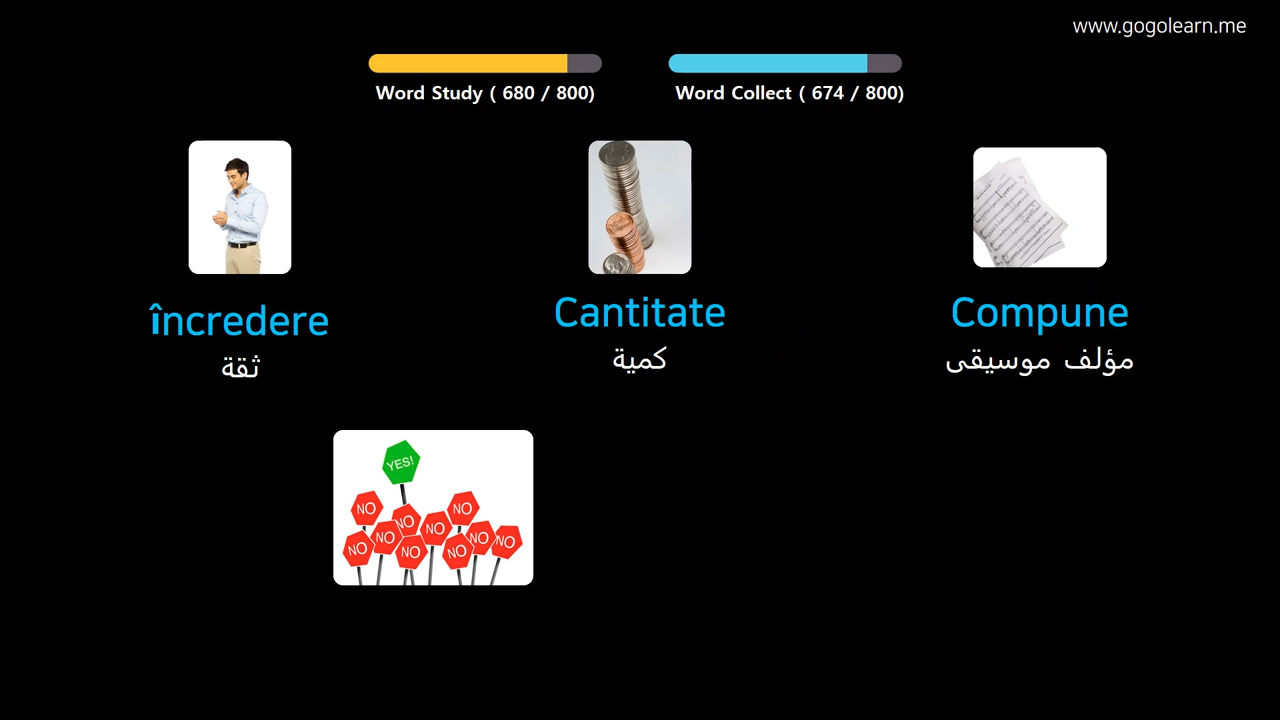 www.gogolearn.me
Word Study ( 680 / 800)
Word Collect ( 674 / 800)
încredere
ثقة
Cantitate
كمية
Compune
مؤلف موسيقى
YES!
NO
NO
NO
NO
NO
NO
NO
NO
NO
NO